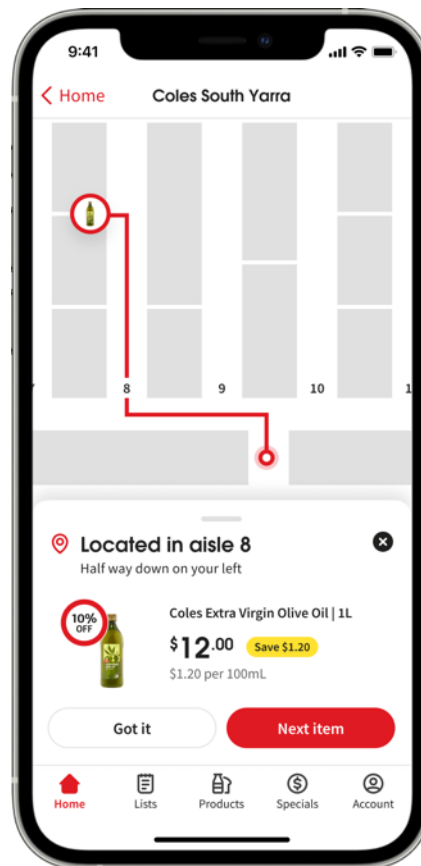 9:41
Home
Coles South Yarra
8
9
10
1
Located in aisle 8
Half way down on your left
10%
OFF
Coles Extra Virgin Olive Oil | 1L
$12.00
Save $1.20
$1.20 per 100mL
Got it
Next item
Home
Lists
Products
Specials
Account